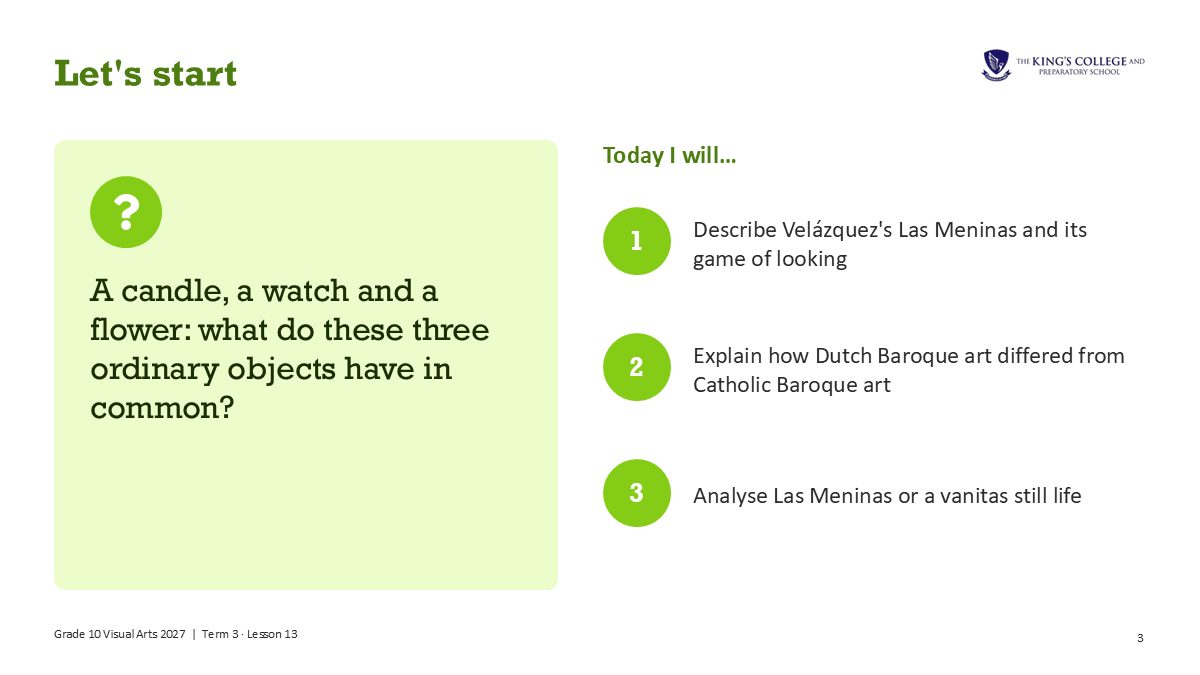 Let's start
THE KING'S COLLEGE AND
PREPARATORY SCHOOL
?
A candle, a watch and a
flower: what do these three
ordinary objects have in
common?
Today I will...
1
Describe Velázquez's Las Meninas and its
game of looking
2
Explain how Dutch Baroque art differed from
Catholic Baroque art
3
Analyse Las Meninas or a vanitas still life
Grade 10 Visual Arts 2027 | Term 3 · Lesson 13
3